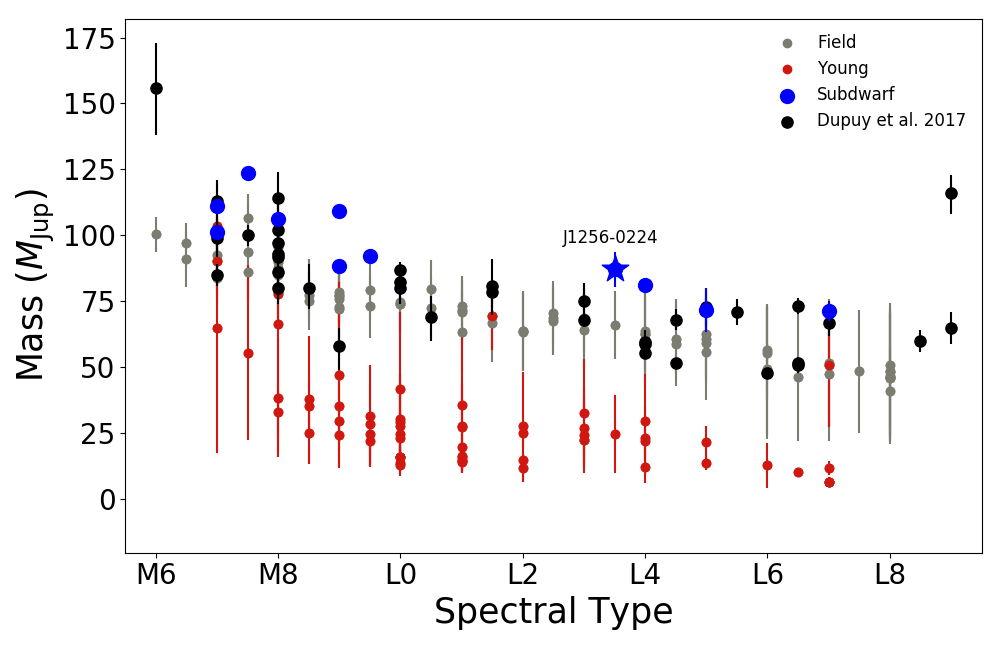 175
150
125
100
75
50
25
0
Mass (M_Jup)
Field
Young
Subdwarf
Dupuy et al. 2017
J1256-0224
M6 M8 L0 L2 L4 L6 L8
Spectral Type